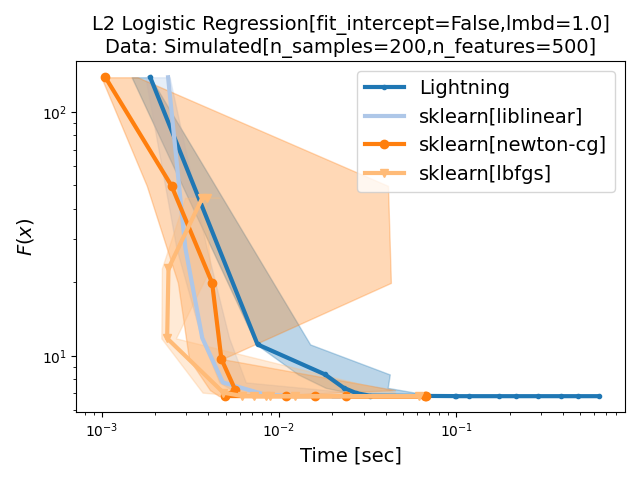 L2 Logistic Regression[fit_intercept=False,lmbd=1.0]
Data: Simulated[n_samples=200,n_features=500]
Lightning
sklearn[liblinear]
sklearn[newton-cg]
sklearn[lbfgs]
F(x)
10²
10¹
10⁻³
10⁻²
10⁻¹
Time [sec]